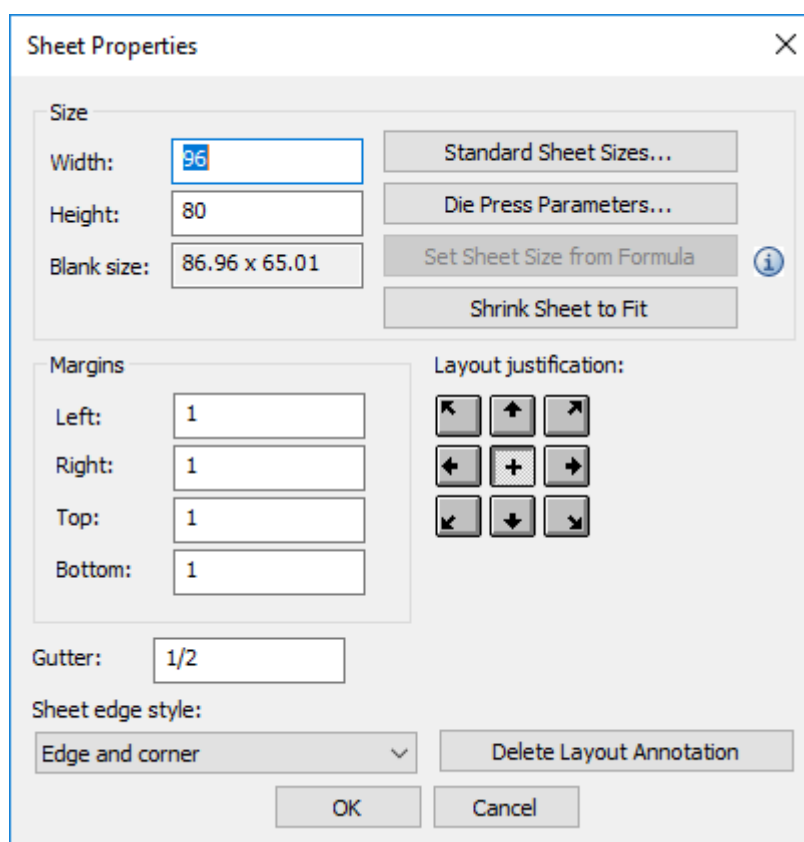 Sheet Properties
Size
Width: 96 Standard Sheet Sizes...
Height: 80 Die Press Parameters...
Blank size: 86.96 x 65.01 Set Sheet Size from Formula
Shrink Sheet to Fit
Margins Layout justification:
Left: 1
Right: 1
Top: 1
Bottom: 1
Gutter: 1/2
Sheet edge style:
Edge and corner Delete Layout Annotation
OK Cancel